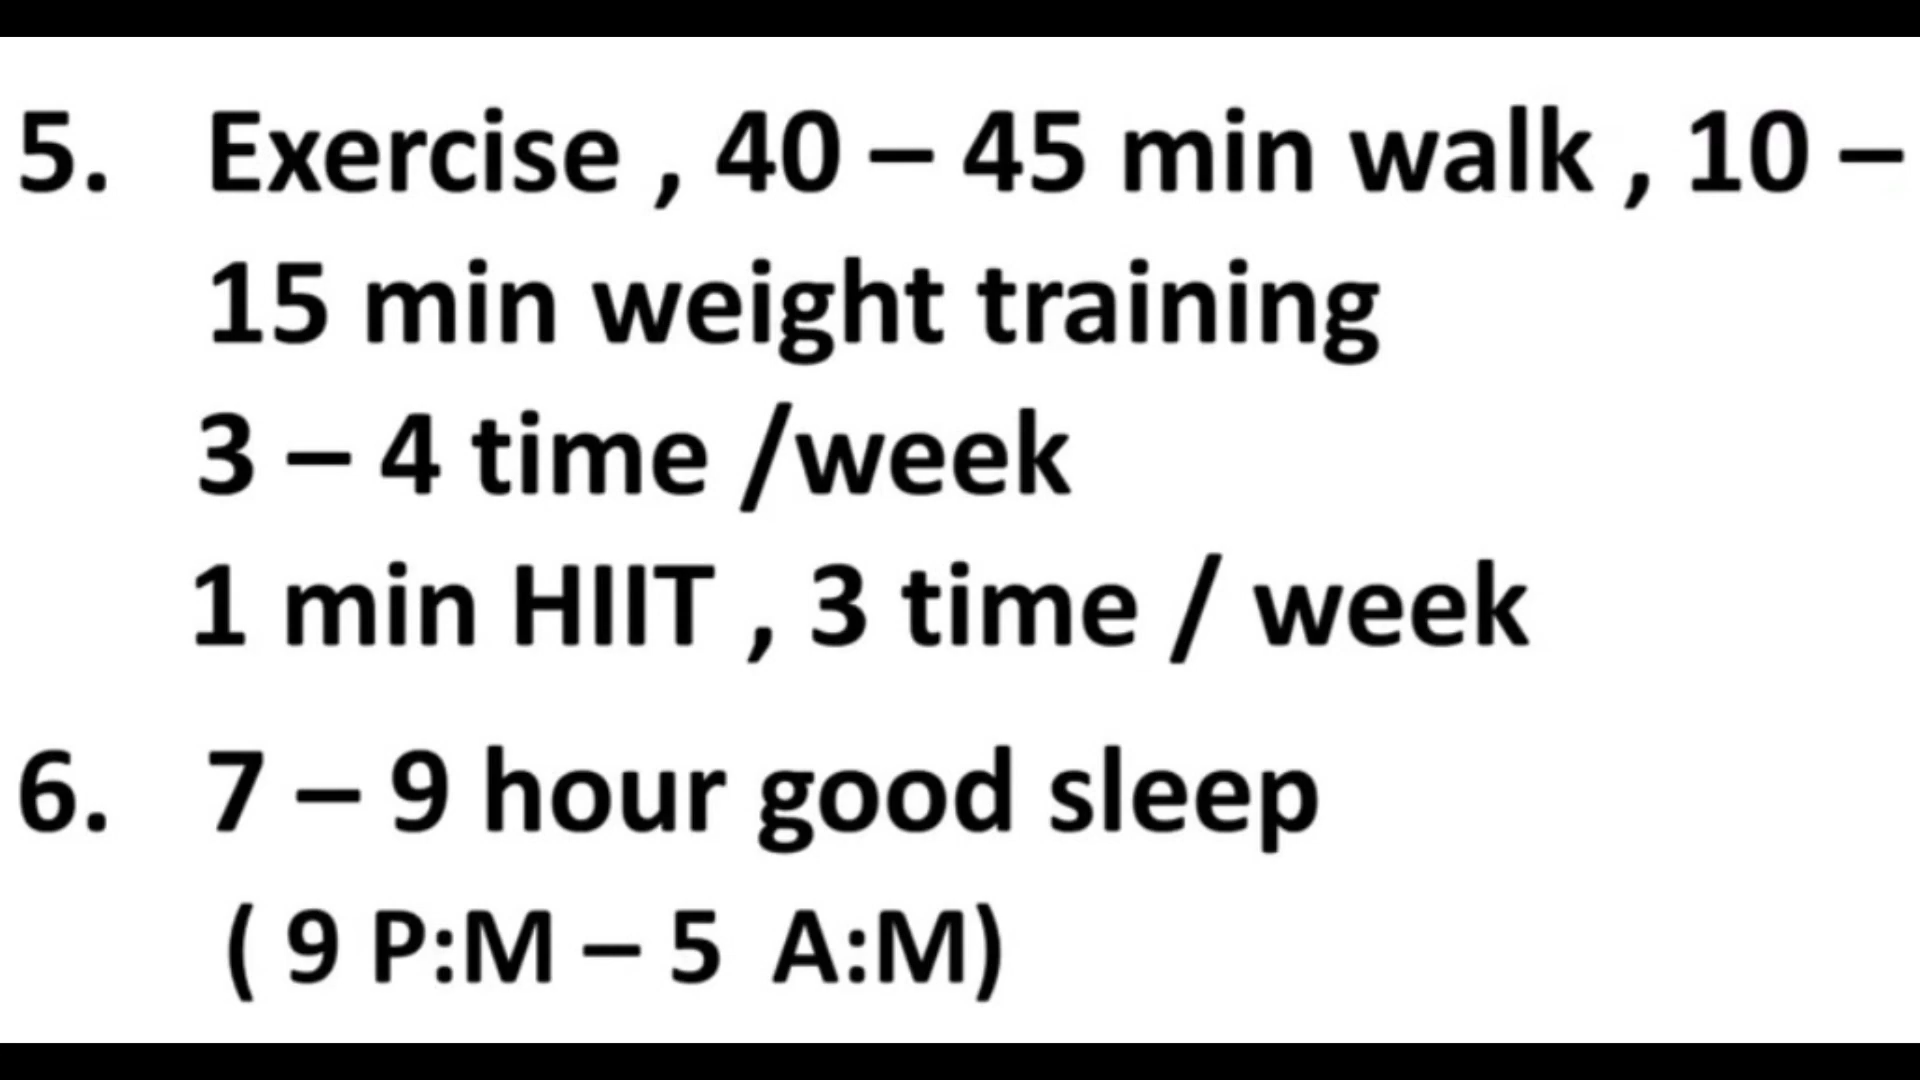 5. Exercise , 40 – 45 min walk , 10 –
15 min weight training
3 – 4 time /week
1 min HIIT , 3 time / week
6. 7 – 9 hour good sleep
( 9 P:M – 5 A:M)